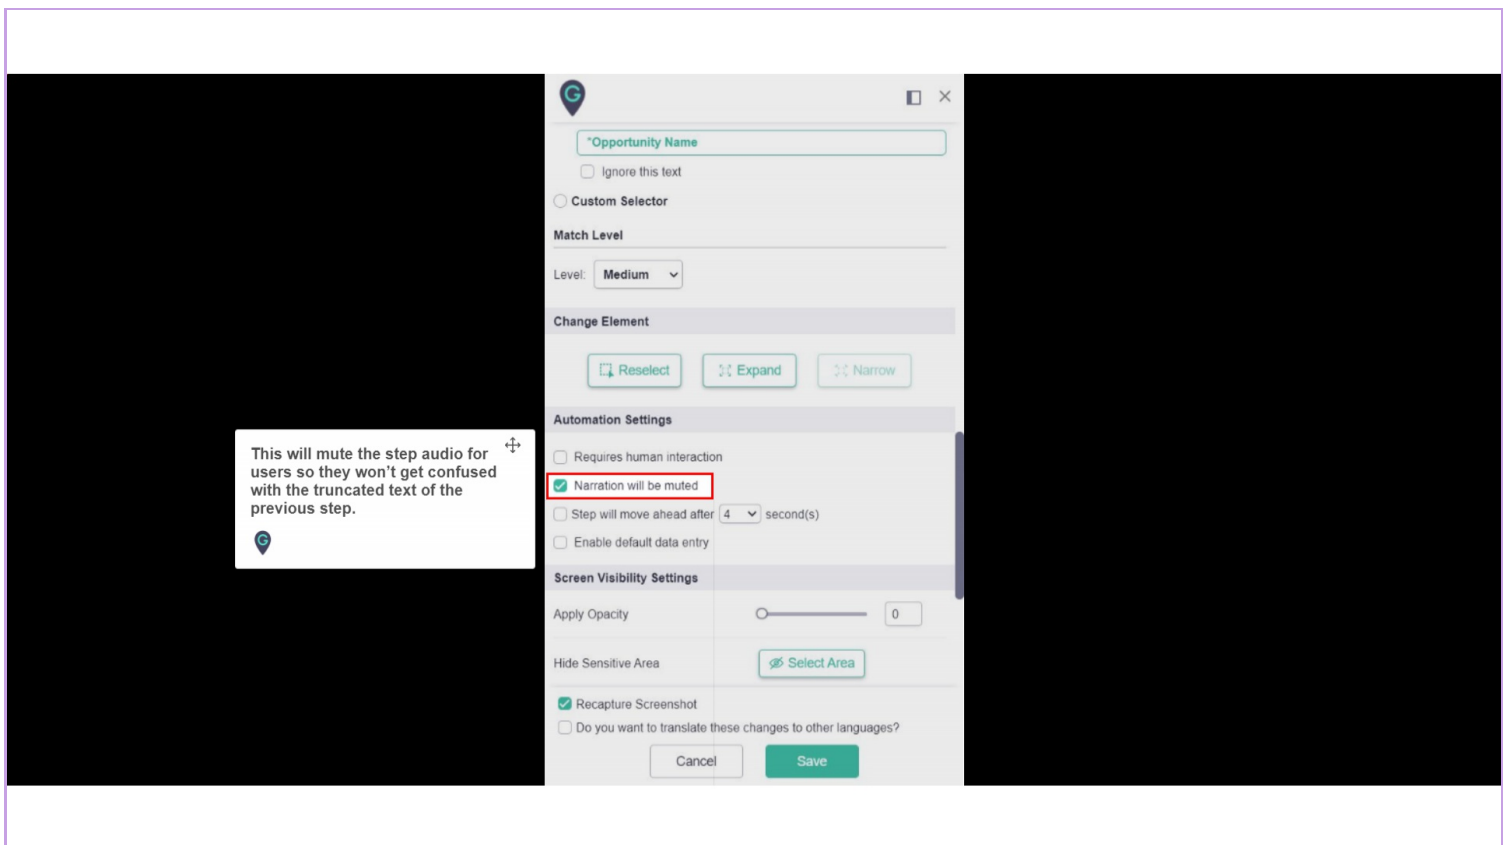 *Opportunity Name
Ignore this text
Custom Selector
Match Level
Level: Medium
Change Element
Reselect Expand Narrow
Automation Settings
Requires human interaction
Narration will be muted
Step will move ahead after 4 second(s)
Enable default data entry
Screen Visibility Settings
Apply Opacity 0
Hide Sensitive Area Select Area
Recapture Screenshot
Do you want to translate these changes to other languages?
Cancel Save
This will mute the step audio for
users so they won’t get confused
with the truncated text of the
previous step.
G
G